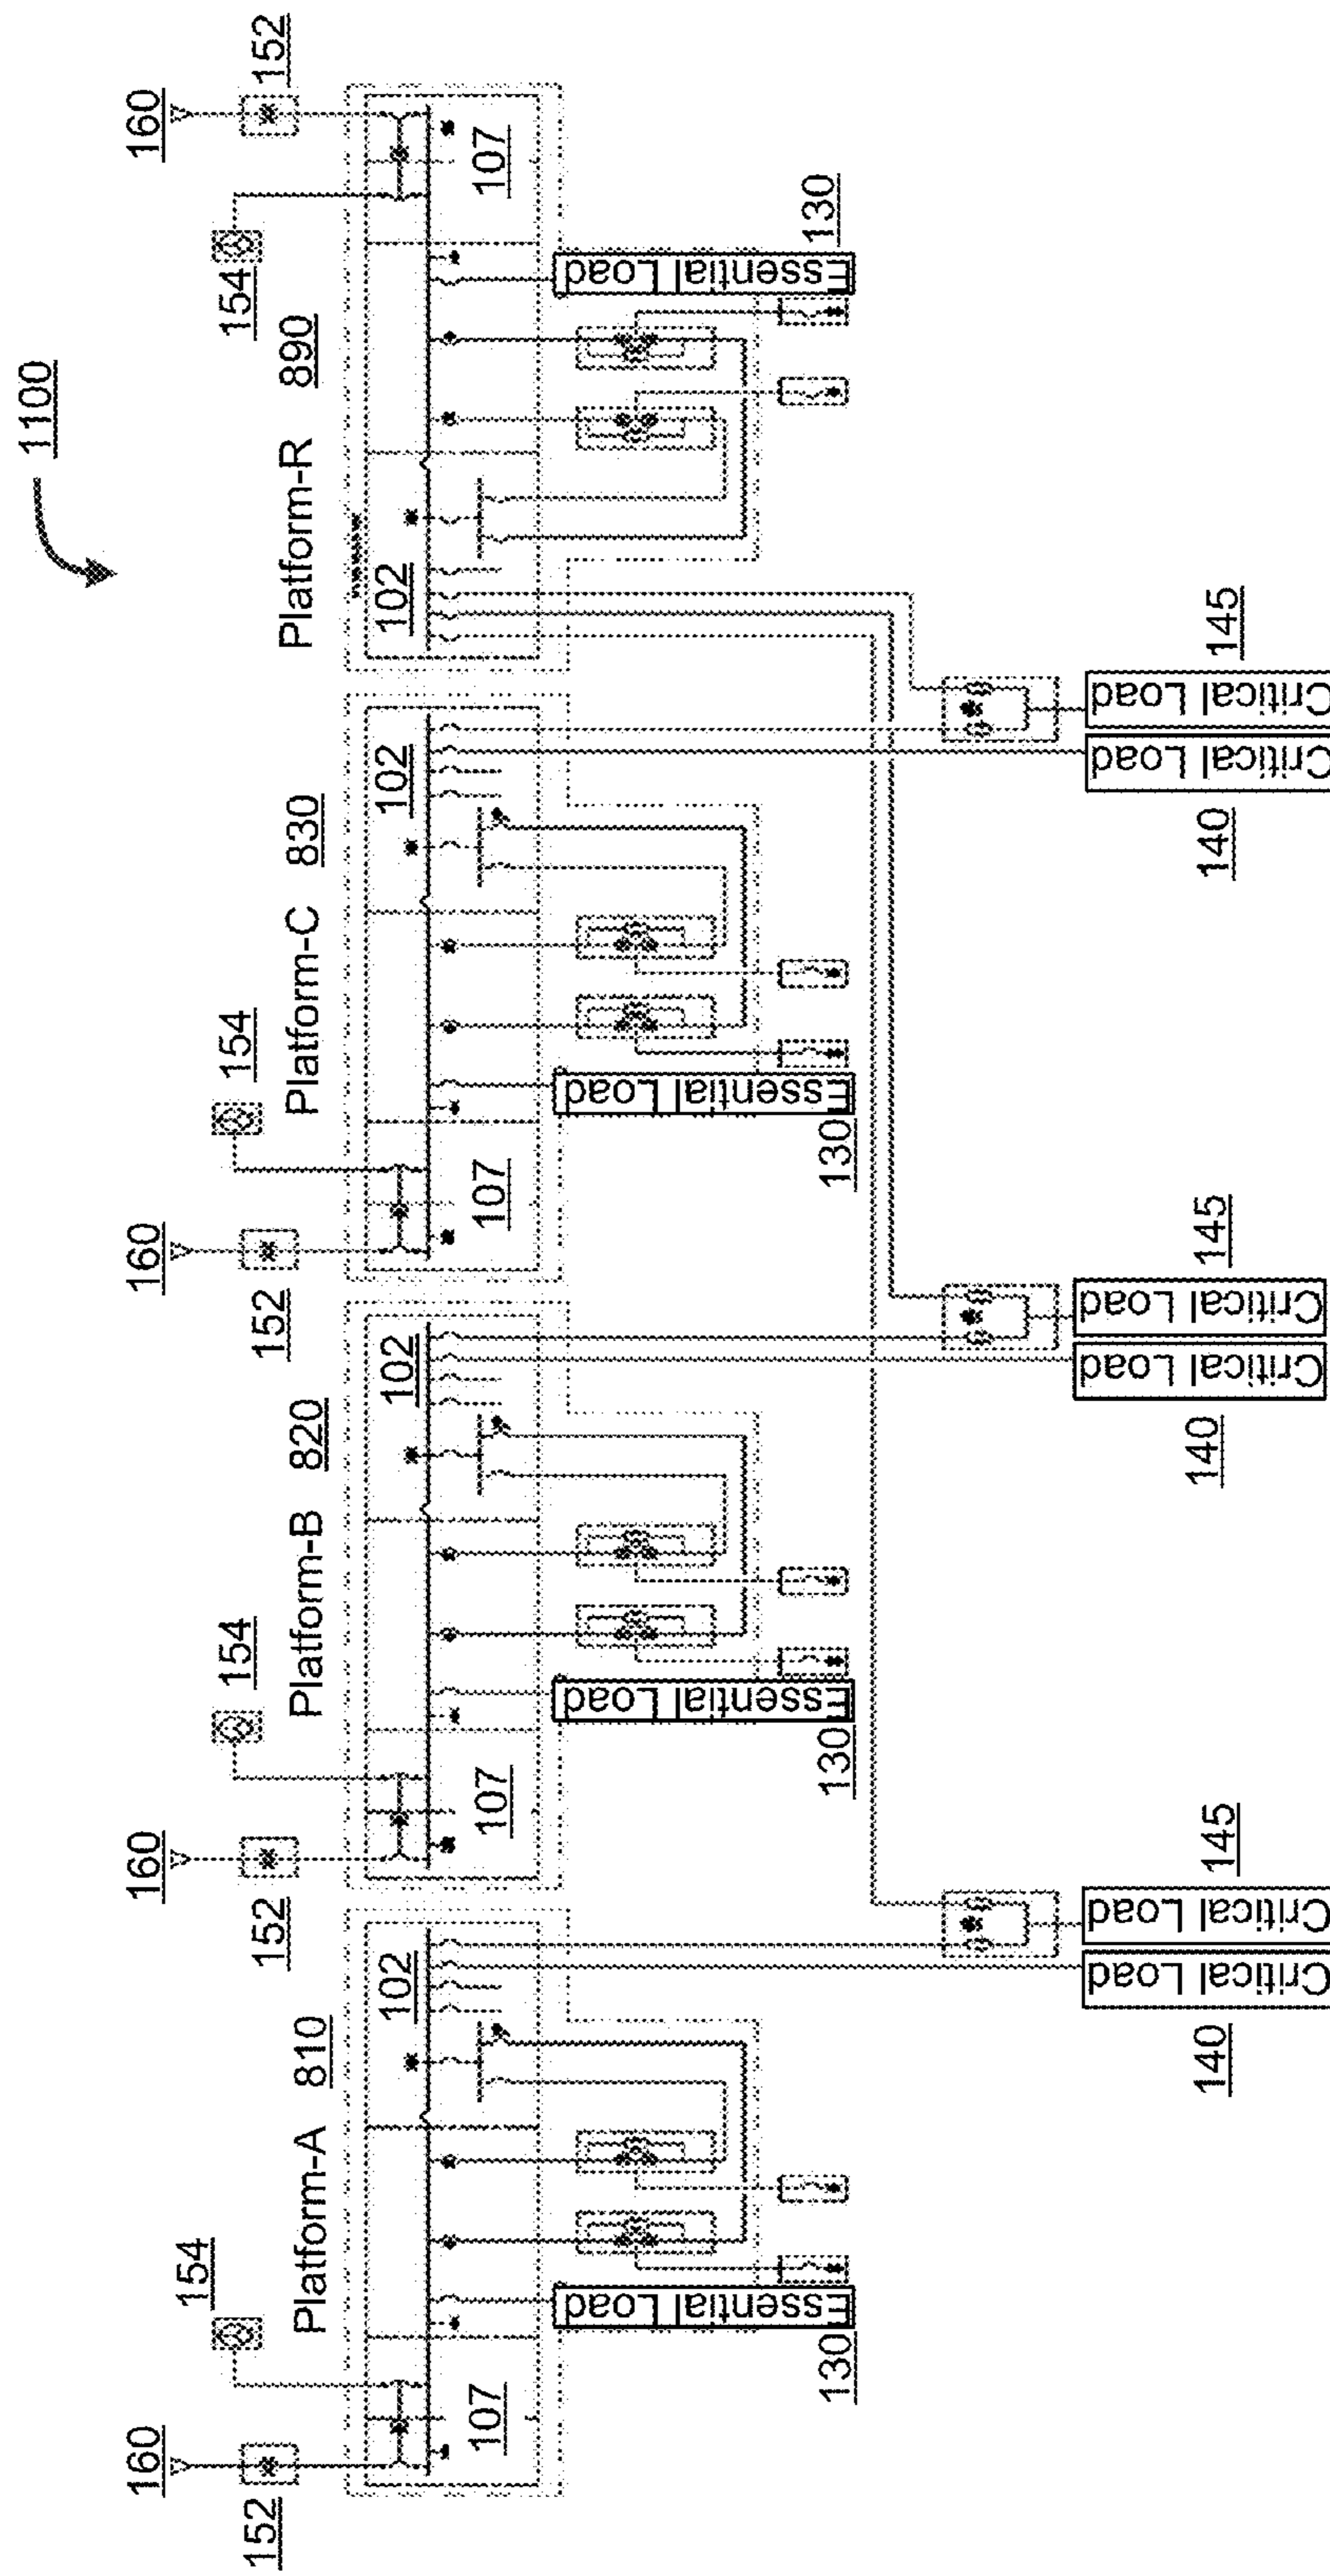 1100
160
160
160
160
154
154
154
154
152
152
152
152
Platform-A 810
Platform-B 820
Platform-C 830
Platform-R 890
102
102
102
102
107
107
107
107
Essential Load
Essential Load
Essential Load
Essential Load
130
130
130
130
Critical Load
Critical Load
Critical Load
Critical Load
Critical Load
Critical Load
140
145
140
145
140
145